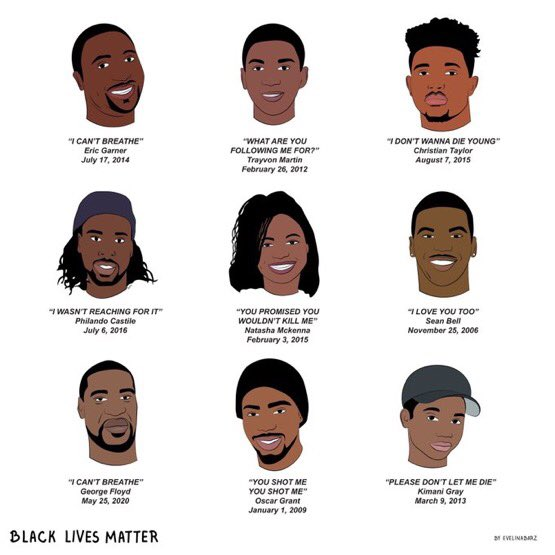 “I CAN’T BREATHE”
Eric Garner
July 17, 2014
“WHAT ARE YOU
FOLLOWING ME FOR?”
Trayvon Martin
February 26, 2012
“I DON’T WANNA DIE YOUNG”
Christian Taylor
August 7, 2015
“I WASN’T REACHING FOR IT”
Philando Castile
July 6, 2016
“YOU PROMISED YOU
WOULDN’T KILL ME”
Natasha Mckenna
February 3, 2015
“I LOVE YOU TOO”
Sean Bell
November 25, 2006
“I CAN’T BREATHE”
George Floyd
May 25, 2020
“YOU SHOT ME
YOU SHOT ME”
Oscar Grant
January 1, 2009
“PLEASE DON’T LET ME DIE”
Kimani Gray
March 9, 2013
BLACK LIVES MATTER
BY EVELINABARZ